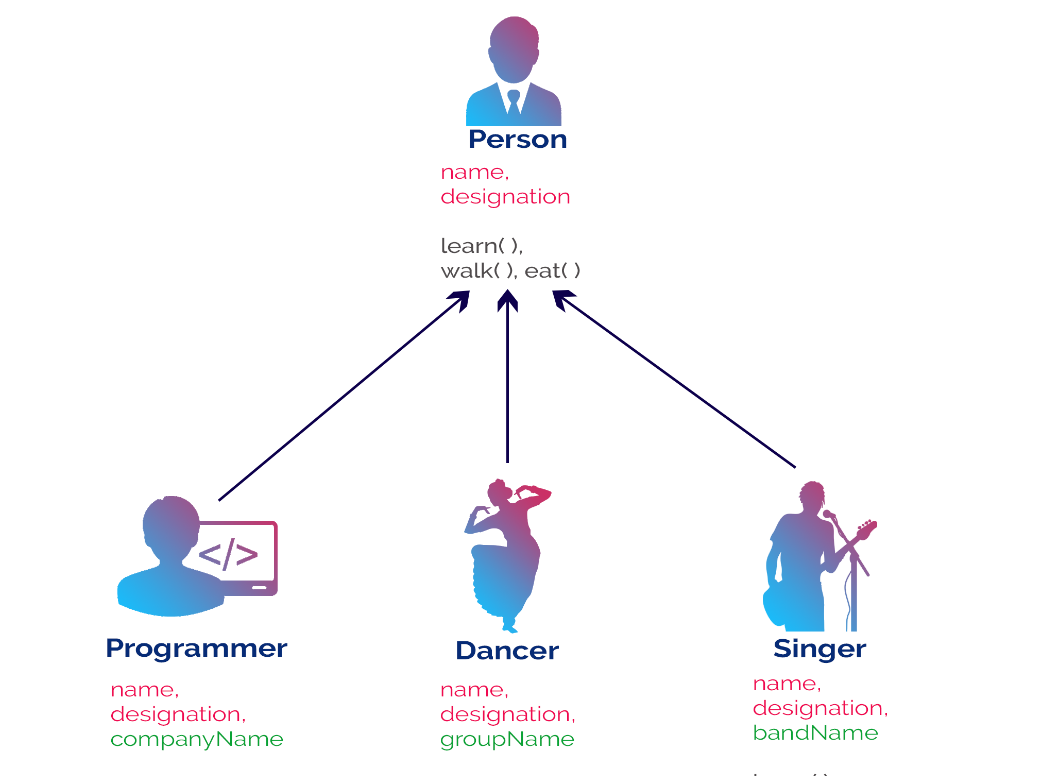 Person
name,
designation
learn( ),
walk( ), eat( )
</>
Programmer
name,
designation,
companyName
Dancer
name,
designation,
groupName
Singer
name,
designation,
bandName